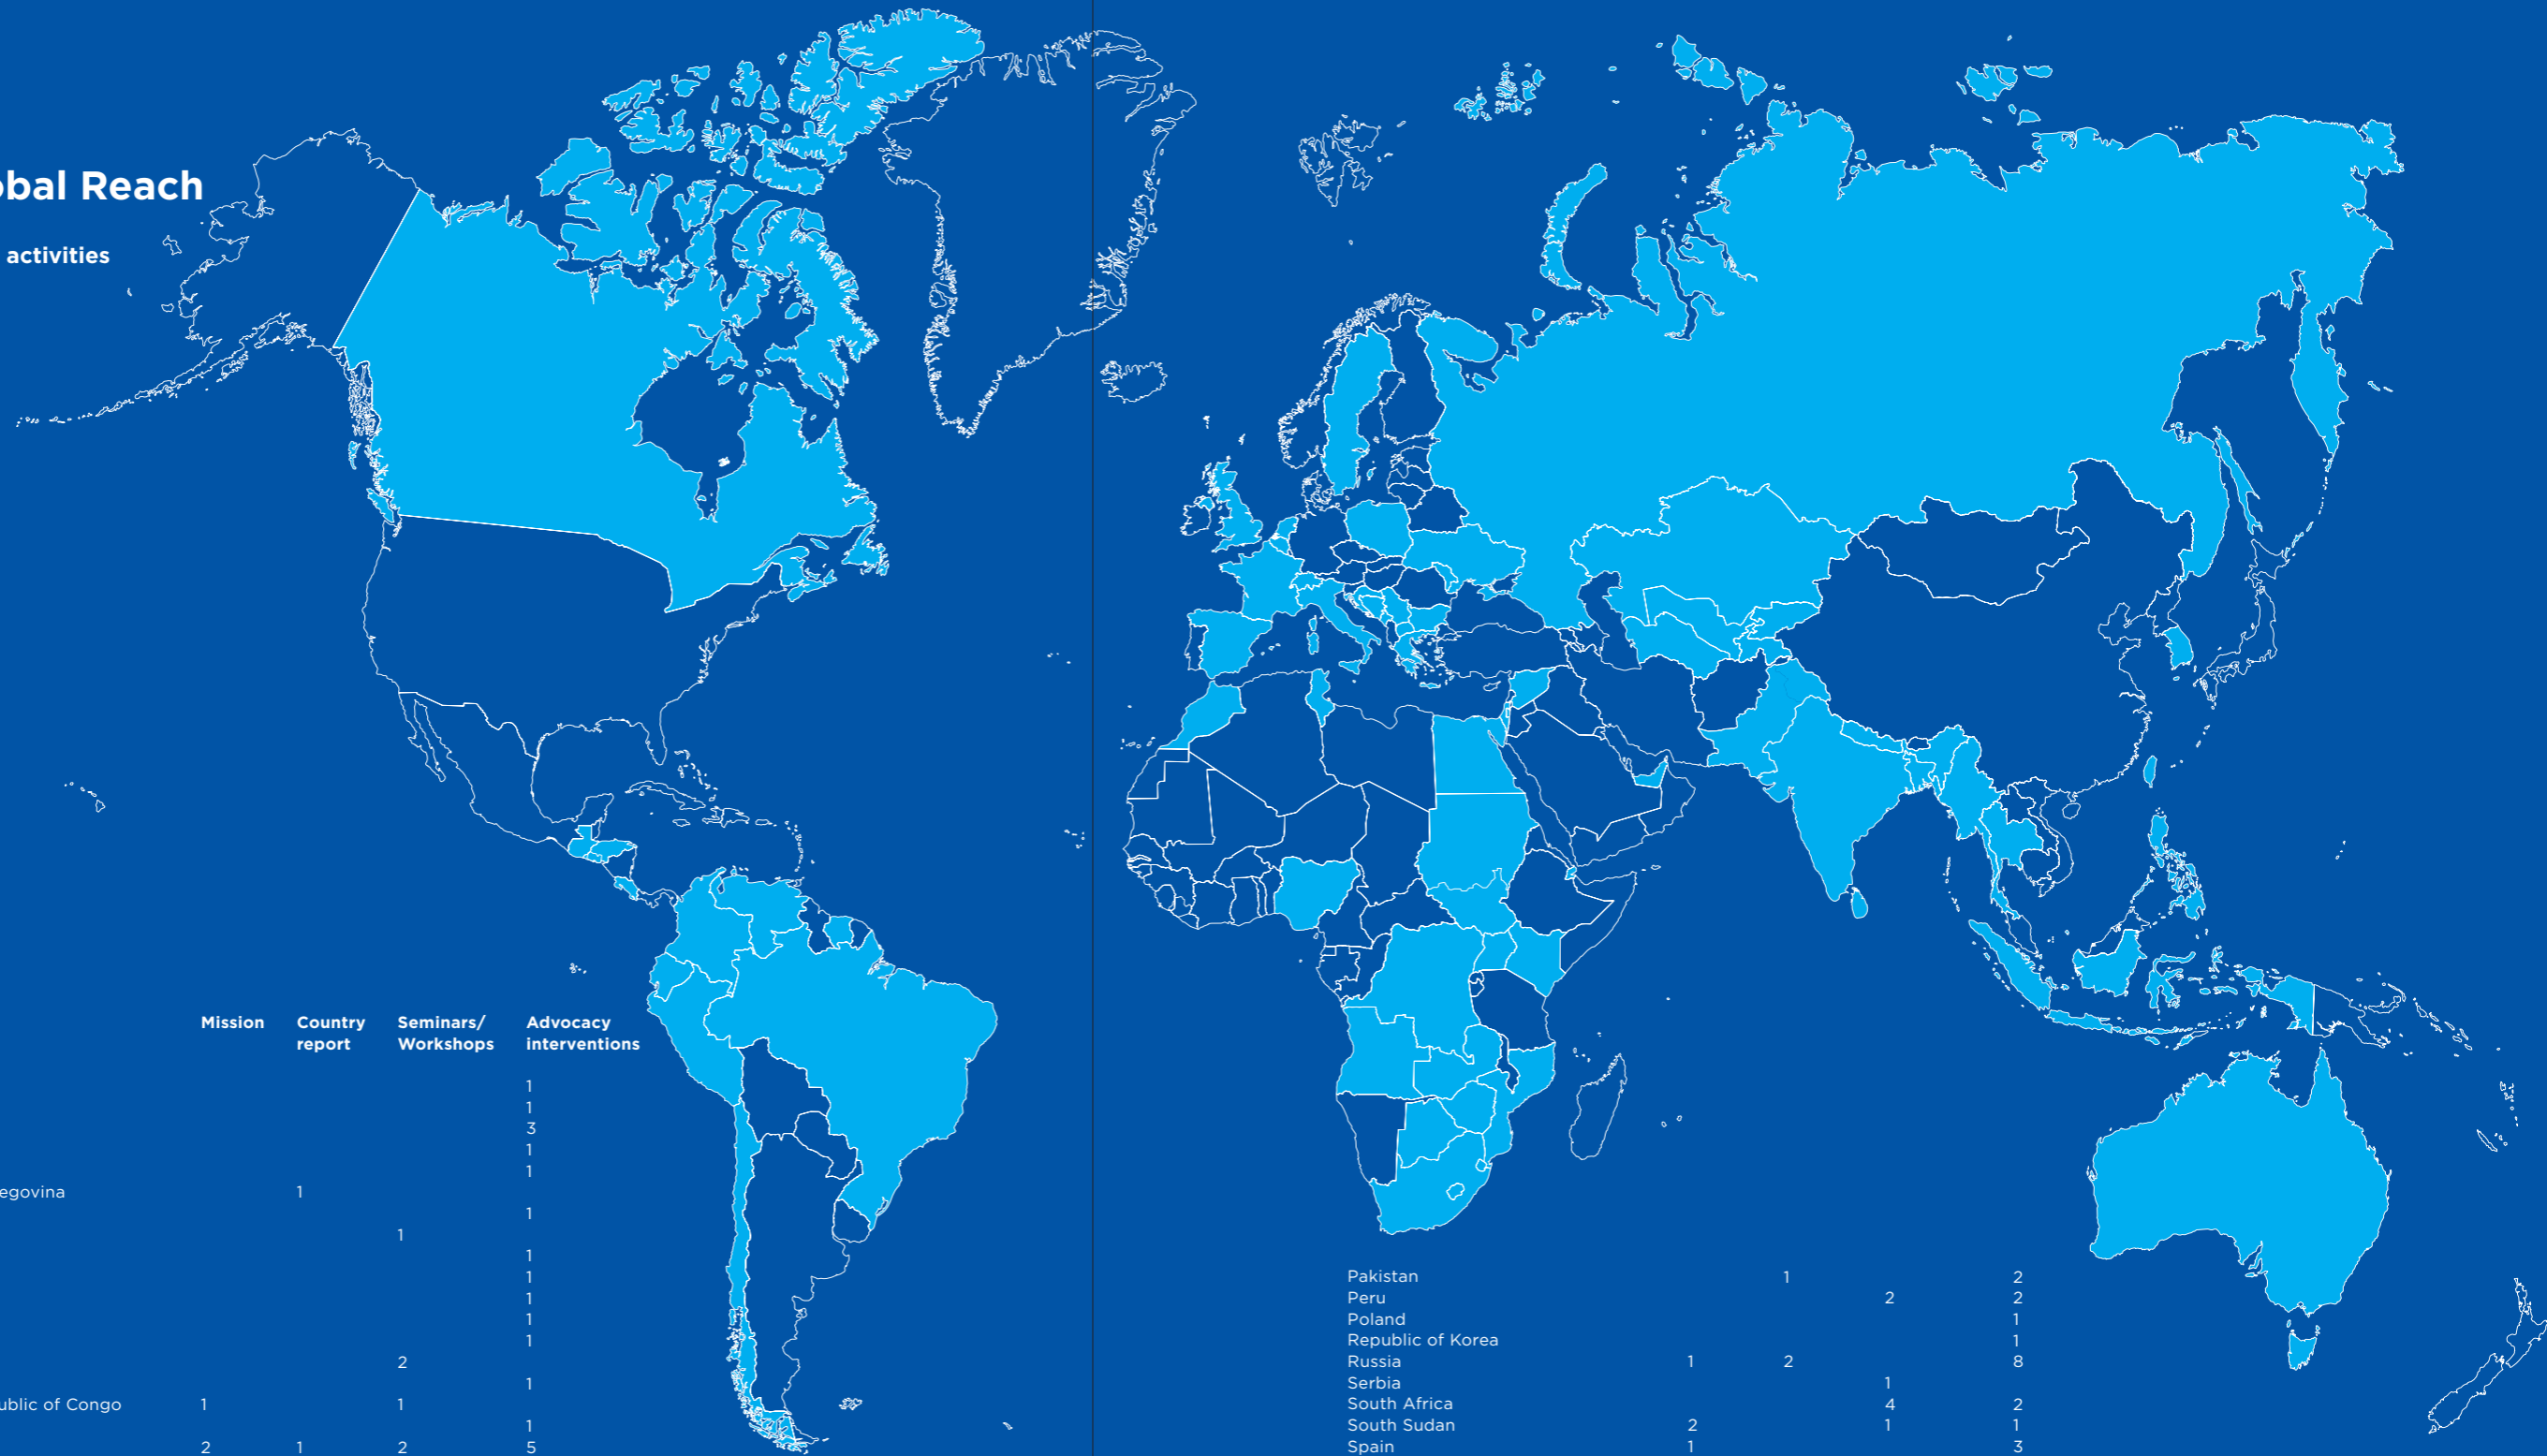 obal Reach
activities
Mission Country report Seminars/ Workshops Advocacy interventions
1
1
3
1
1
egovina 1
1
1
1
1
1
1
1
2
1
ublic of Congo 1 1
1
2 1 2 5
Pakistan 1 2
Peru 2 2
Poland 1
Republic of Korea 1
Russia 1 2 8
Serbia 1
South Africa 4 2
South Sudan 2 1 1
Spain 1 3